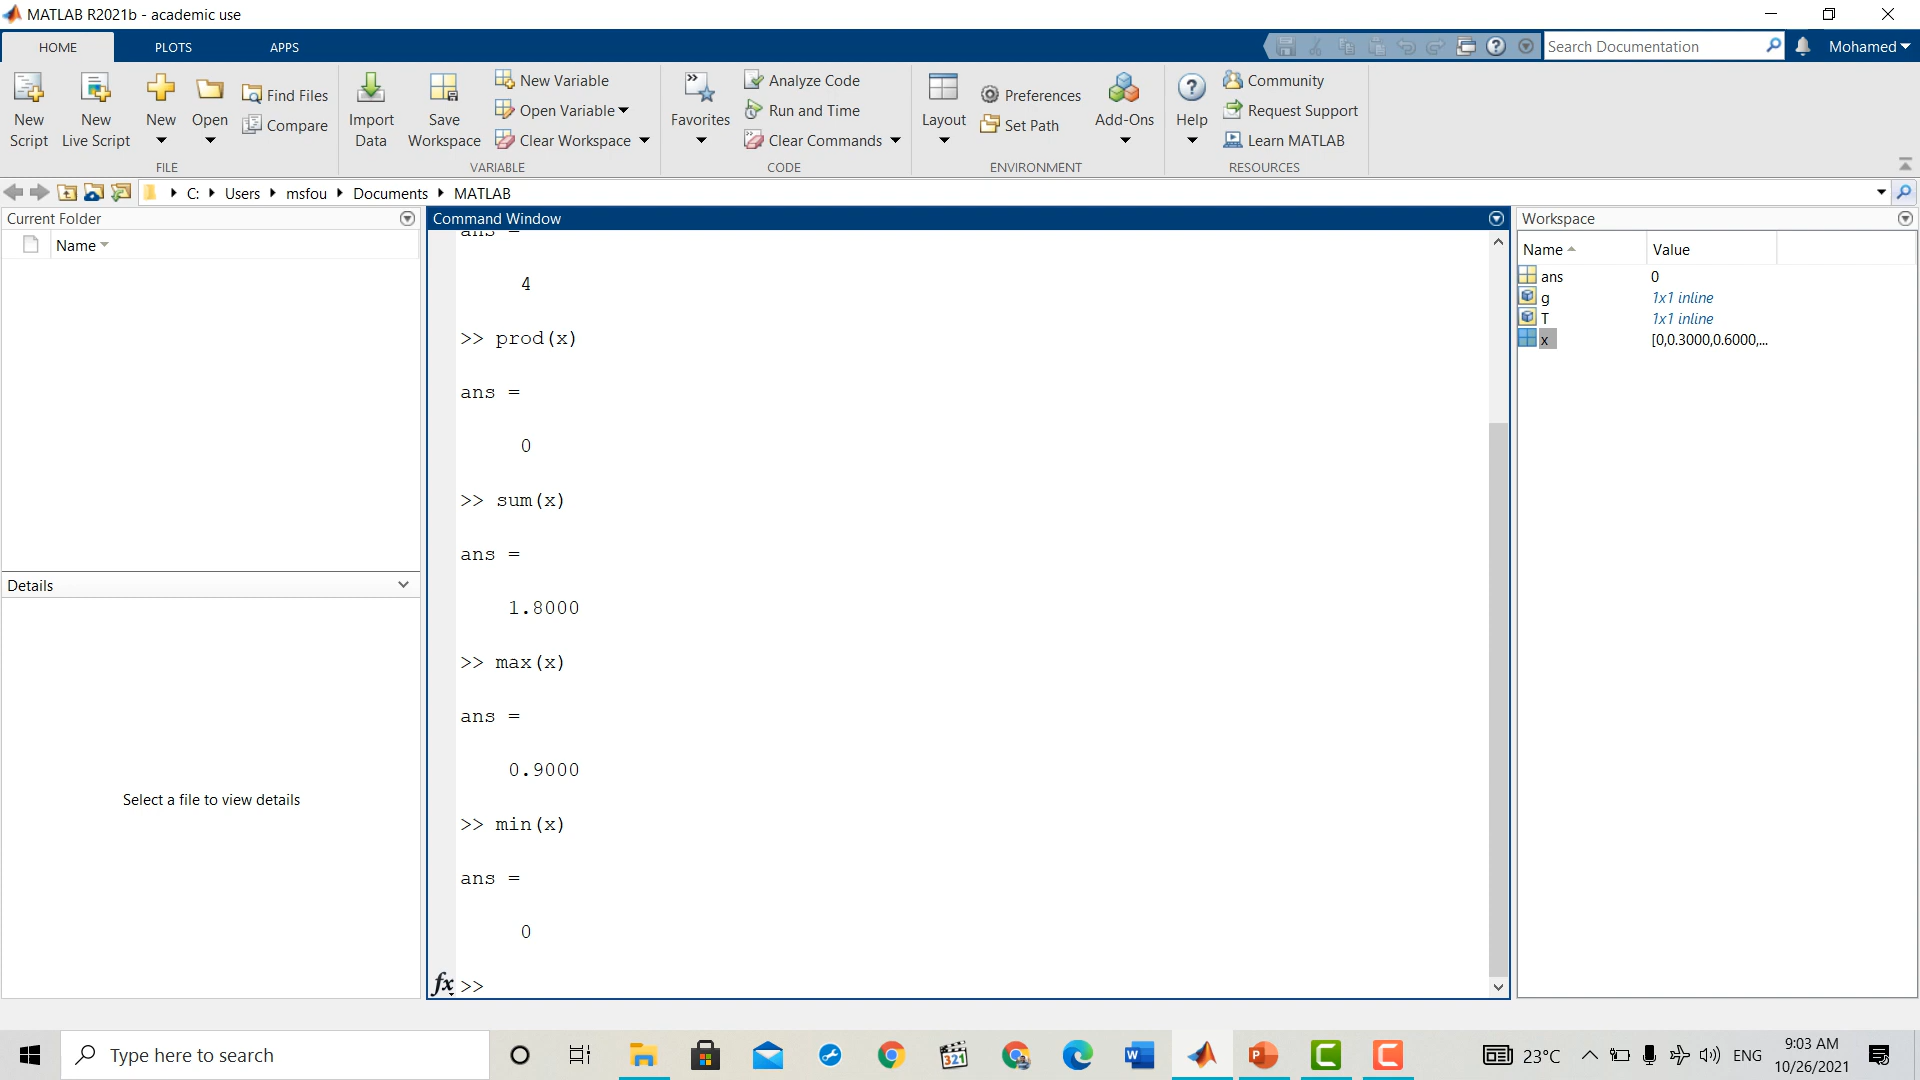 MATLAB R2021b - academic use
HOME PLOTS APPS
Search Documentation
Mohamed
New Script
New Live Script
New
Open
Find Files
Compare
FILE
Import Data
Save Workspace
New Variable
Open Variable
Clear Workspace
VARIABLE
Favorites
Analyze Code
Run and Time
Clear Commands
CODE
Layout
Preferences
Set Path
Add-Ons
ENVIRONMENT
Help
Community
Request Support
Learn MATLAB
RESOURCES
C: Users msfou Documents MATLAB
Current Folder
Name
Details
Select a file to view details
Command Window
ans =
4
>> prod(x)
ans =
0
>> sum(x)
ans =
1.8000
>> max(x)
ans =
0.9000
>> min(x)
ans =
0
fx >>
Workspace
Name Value
ans 0
g 1x1 inline
T 1x1 inline
x [0,0.3000,0.6000,...
Type here to search
321
23°C
ENG
9:03 AM
10/26/2021